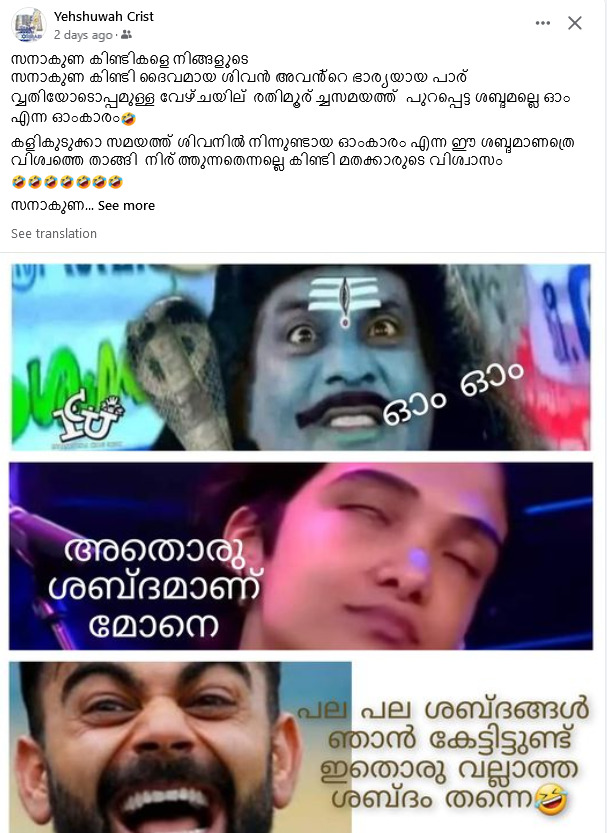 Yehshuwah Crist
2 days ago ·
സനാകുണ കിണ്ടികളെ നിങ്ങളുടെ
സനാകുണ കിണ്ടി ദൈവമായ ശിവൻ അവൻ്റെ ഭാര്യയായ പാര്
വ്വതിയോടൊപ്പമുള്ള വേഴ്ചയില് രതിമൂര് ച്ചസമയത്ത് പുറപ്പെട്ട ശബ്ദമല്ലെ ഓം
എന്ന ഓംകാരം🤣
കളികുടുക്കാ സമയത്ത് ശിവനിൽ നിന്നുണ്ടായ ഓംകാരം എന്ന ഈ ശബ്ദമാണത്രെ
വിശ്വത്തെ താങ്ങി നിര് ത്തുന്നതെന്നല്ലെ കിണ്ടി മതക്കാരുടെ വിശ്വാസം
🤣🤣🤣🤣🤣🤣🤣
സനാകുണ... See more
See translation
ഓം ഓം
ICU
അതൊരു
ശബ്ദമാണ്
മോനെ
പല പല ശബ്ദങ്ങൾ
ഞാൻ കേട്ടിട്ടുണ്ട്
ഇതൊരു വല്ലാത്ത
ശബ്ദം തന്നെ🤣